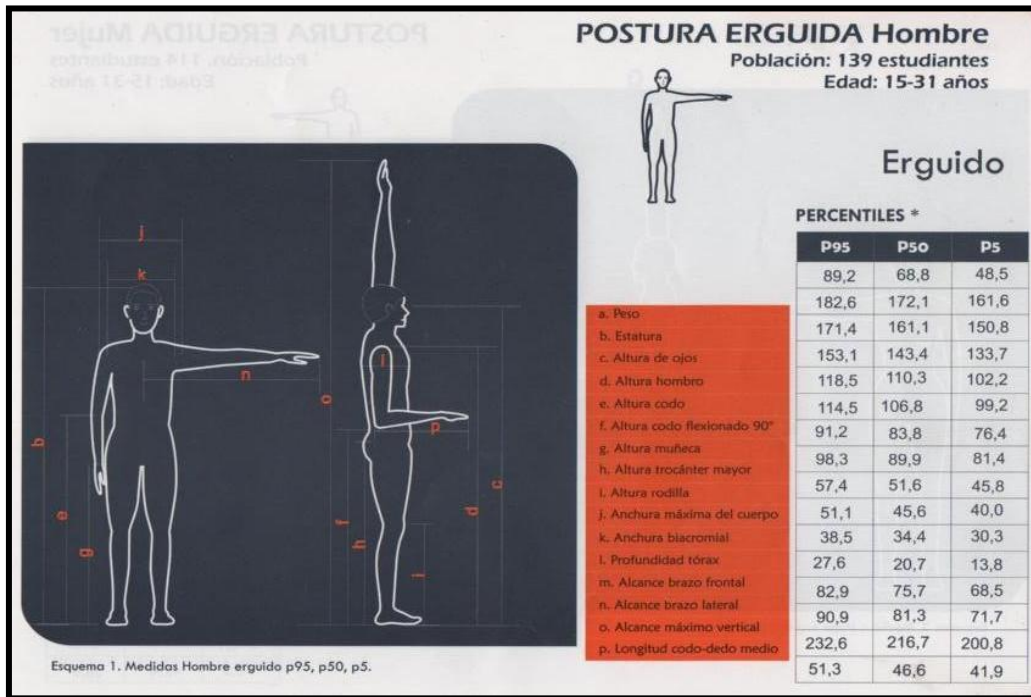 POSTURA ERGUIDA Mujer
Población, 114 estudiantes
Edad: 15-31 años
POSTURA ERGUIDA Hombre
Población: 139 estudiantes
Edad: 15-31 años
Erguido
j
k
n
o
l
p
b
c
d
e
f
g
h
i
PERCENTILES *
P95 P50 P5
89,2 68,8 48,5
182,6 172,1 161,6
171,4 161,1 150,8
153,1 143,4 133,7
118,5 110,3 102,2
114,5 106,8 99,2
91,2 83,8 76,4
98,3 89,9 81,4
57,4 51,6 45,8
51,1 45,6 40,0
38,5 34,4 30,3
27,6 20,7 13,8
82,9 75,7 68,5
90,9 81,3 71,7
232,6 216,7 200,8
51,3 46,6 41,9
a. Peso
b. Estatura
c. Altura de ojos
d. Altura hombro
e. Altura codo
f. Altura codo flexionado 90°
g. Altura muñeca
h. Altura trocánter mayor
i. Altura rodilla
j. Anchura máxima del cuerpo
k. Anchura biacromial
l. Profundidad tórax
m. Alcance brazo frontal
n. Alcance brazo lateral
o. Alcance máximo vertical
p. Longitud codo-dedo medio
Esquema 1. Medidas Hombre erguido p95, p50, p5.